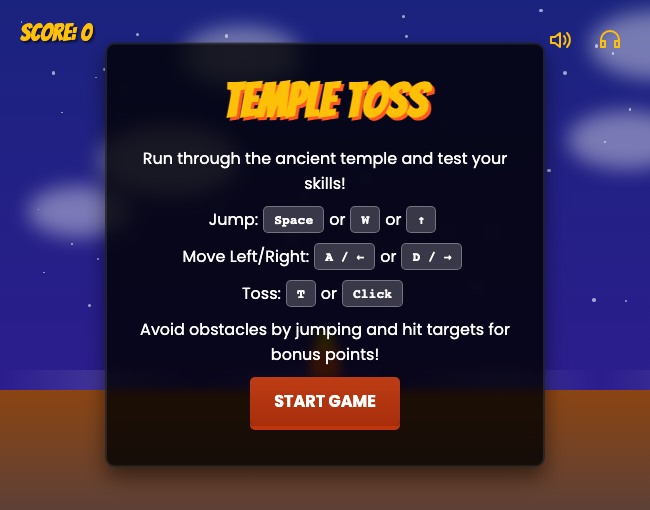 SCORE: 0
TEMPLE TOSS
Run through the ancient temple and test your
skills!
Jump: Space or W or ↑
Move Left/Right: A / ← or D / →
Toss: T or Click
Avoid obstacles by jumping and hit targets for
bonus points!
START GAME